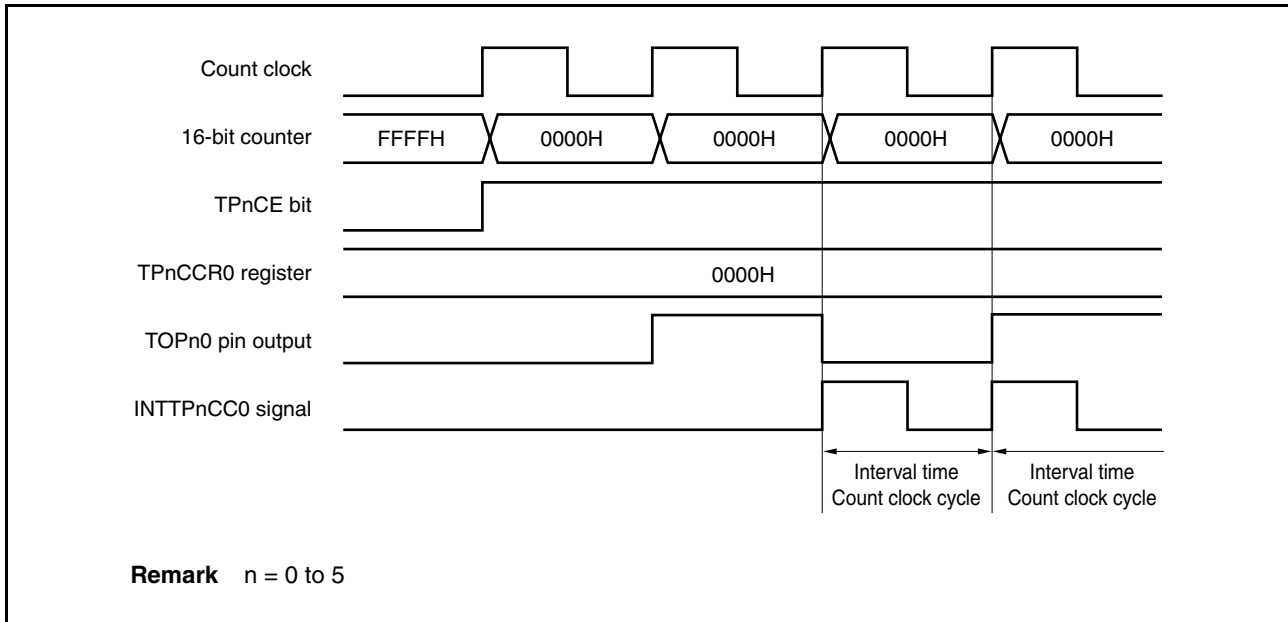 Count clock
16-bit counter FFFFH 0000H 0000H 0000H 0000H
TPnCE bit
TPnCCR0 register 0000H
TOPn0 pin output
INTTPnCC0 signal
Interval time Interval time
Count clock cycle Count clock cycle
Remark n = 0 to 5